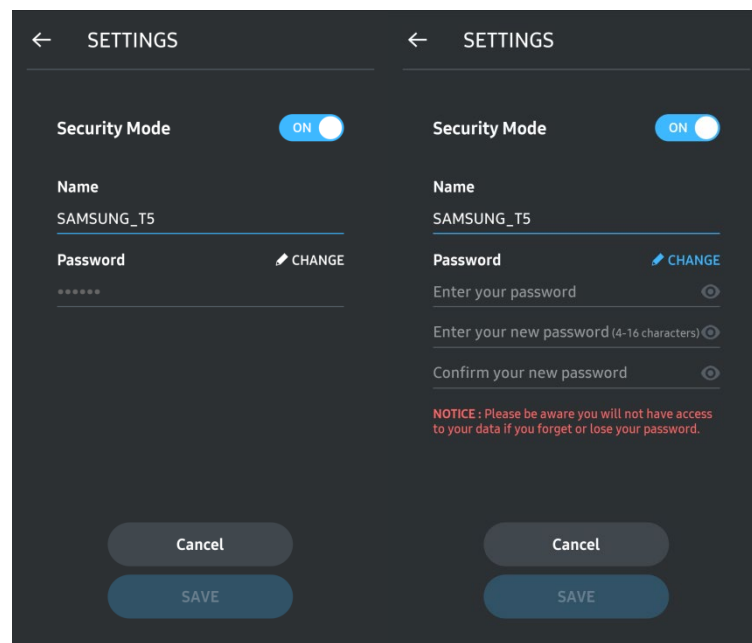 SETTINGS
Security Mode
ON
Name
SAMSUNG_T5
Password
CHANGE
••••••
Cancel
SAVE
SETTINGS
Security Mode
ON
Name
SAMSUNG_T5
Password
CHANGE
Enter your password
Enter your new password (4-16 characters)
Confirm your new password
NOTICE : Please be aware you will not have access
to your data if you forget or lose your password.
Cancel
SAVE